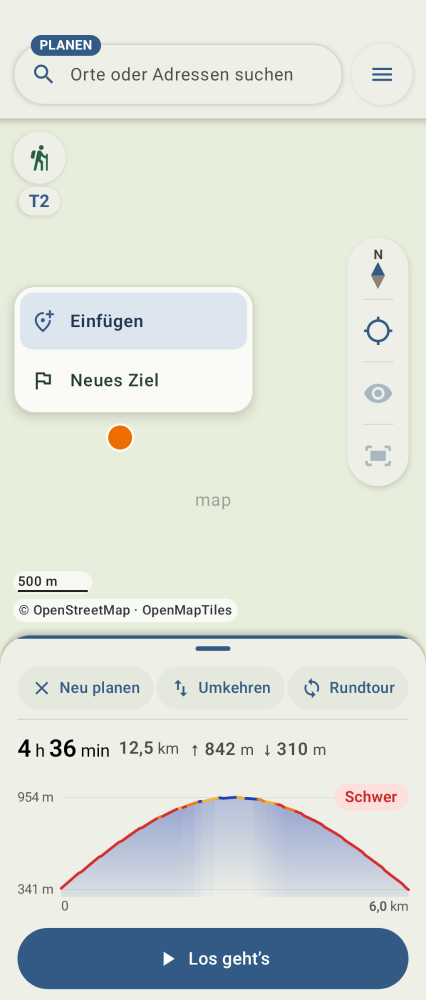 PLANEN
Orte oder Adressen suchen
T2
N
Einfügen
Neues Ziel
map
500 m
© OpenStreetMap · OpenMapTiles
Neu planen
Umkehren
Rundtour
4 h 36 min 12,5 km ↑ 842 m ↓ 310 m
954 m
Schwer
341 m
0
6,0 km
Los geht’s